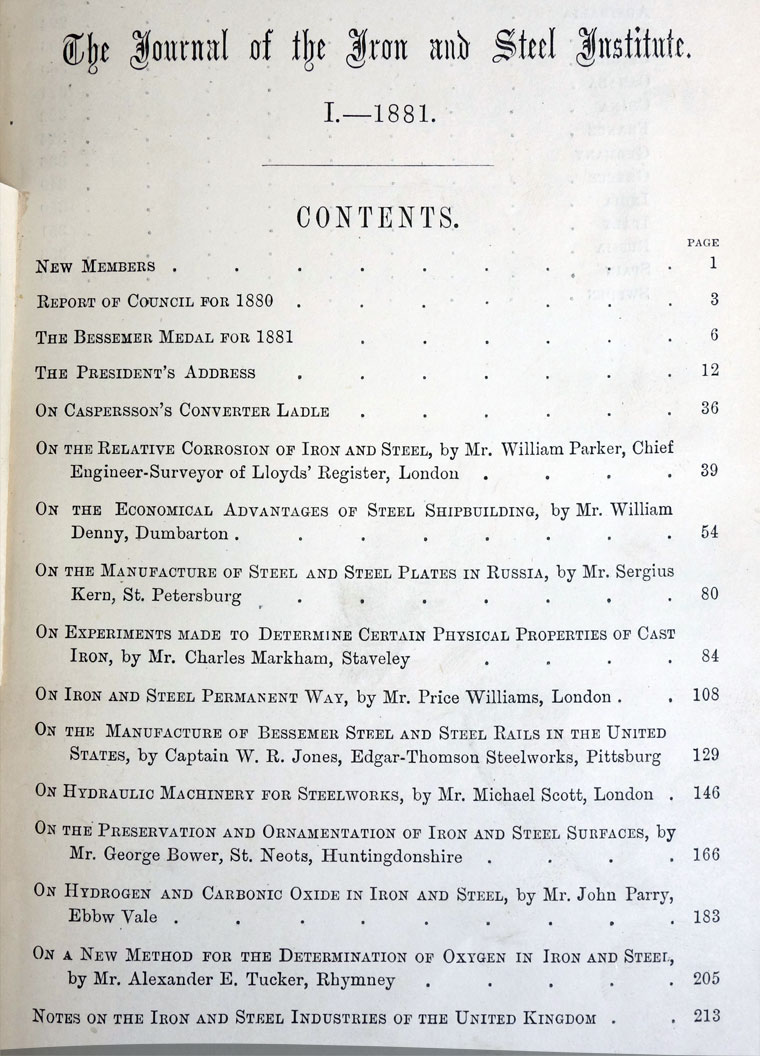 The Journal of the Iron and Steel Institute.
I.—1881.
CONTENTS.
PAGE
NEW MEMBERS . . . . . . . . . 1
REPORT OF COUNCIL FOR 1880 . . . . . . . 3
THE BESSEMER MEDAL FOR 1881 . . . . . . 6
THE PRESIDENT'S ADDRESS . . . . . . . 12
ON CASPERSSON'S CONVERTER LADLE . . . . . . 36
ON THE RELATIVE CORROSION OF IRON AND STEEL, by Mr. William Parker, Chief
Engineer-Surveyor of Lloyds' Register, London . . . . 39
ON THE ECONOMICAL ADVANTAGES OF STEEL SHIPBUILDING, by Mr. William
Denny, Dumbarton . . . . . . . . 54
ON THE MANUFACTURE OF STEEL AND STEEL PLATES IN RUSSIA, by Mr. Sergius
Kern, St. Petersburg . . . . . . . . 80
ON EXPERIMENTS MADE TO DETERMINE CERTAIN PHYSICAL PROPERTIES OF CAST
IRON, by Mr. Charles Markham, Staveley . . . . 84
ON IRON AND STEEL PERMANENT WAY, by Mr. Price Williams, London . . 108
ON THE MANUFACTURE OF BESSEMER STEEL AND STEEL RAILS IN THE UNITED
STATES, by Captain W. R. Jones, Edgar-Thomson Steelworks, Pittsburg 129
ON HYDRAULIC MACHINERY FOR STEELWORKS, by Mr. Michael Scott, London . 146
ON THE PRESERVATION AND ORNAMENTATION OF IRON AND STEEL SURFACES, by
Mr. George Bower, St. Neots, Huntingdonshire . . . . 166
ON HYDROGEN AND CARBONIC OXIDE IN IRON AND STEEL, by Mr. John Parry,
Ebbw Vale . . . . . . . . . 183
ON A NEW METHOD FOR THE DETERMINATION OF OXYGEN IN IRON AND STEEL,
by Mr. Alexander E. Tucker, Rhymney . . . . . 205
NOTES ON THE IRON AND STEEL INDUSTRIES OF THE UNITED KINGDOM . . 213